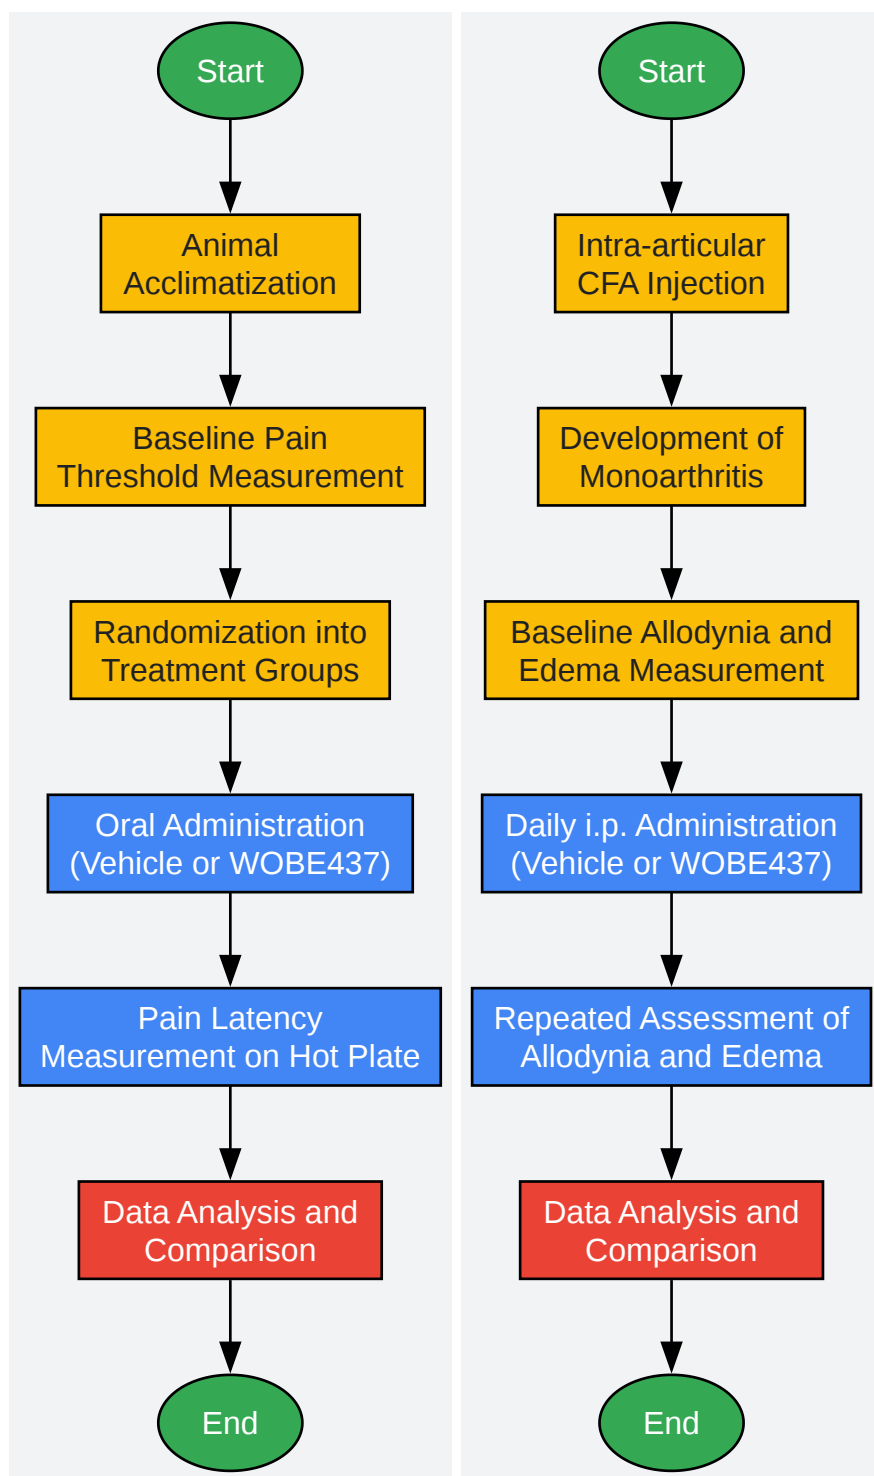 Start
Animal
Acclimatization
Baseline Pain
Threshold Measurement
Randomization into
Treatment Groups
Oral Administration
(Vehicle or WOBE437)
Pain Latency
Measurement on Hot Plate
Data Analysis and
Comparison
End
Start
Intra-articular
CFA Injection
Development of
Monoarthritis
Baseline Allodynia and
Edema Measurement
Daily i.p. Administration
(Vehicle or WOBE437)
Repeated Assessment of
Allodynia and Edema
Data Analysis and
Comparison
End